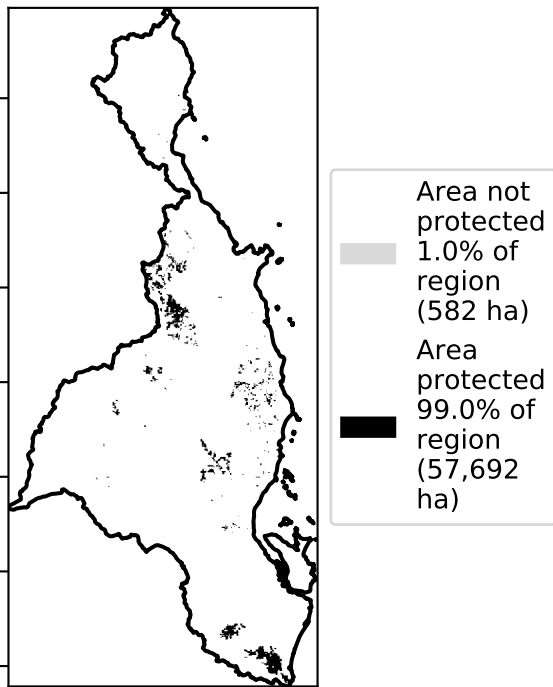 Area not
protected
1.0% of
region
(582 ha)
Area
protected
99.0% of
region
(57,692
ha)